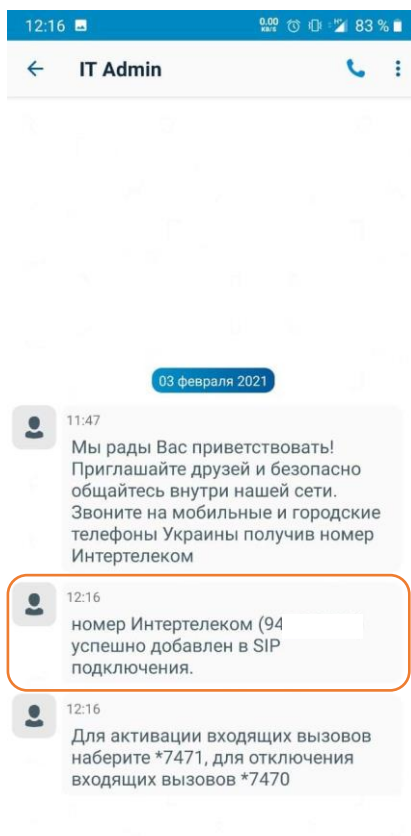 12:16 0.00 KB/S 83 %
IT Admin
03 февраля 2021
11:47
Мы рады Вас приветствовать!
Приглашайте друзей и безопасно
общайтесь внутри нашей сети.
Звоните на мобильные и городские
телефоны Украины получив номер
Интертелеком
12:16
номер Интертелеком (94
успешно добавлен в SIP
подключения.
12:16
Для активации входящих вызовов
наберите *7471, для отключения
входящих вызовов *7470